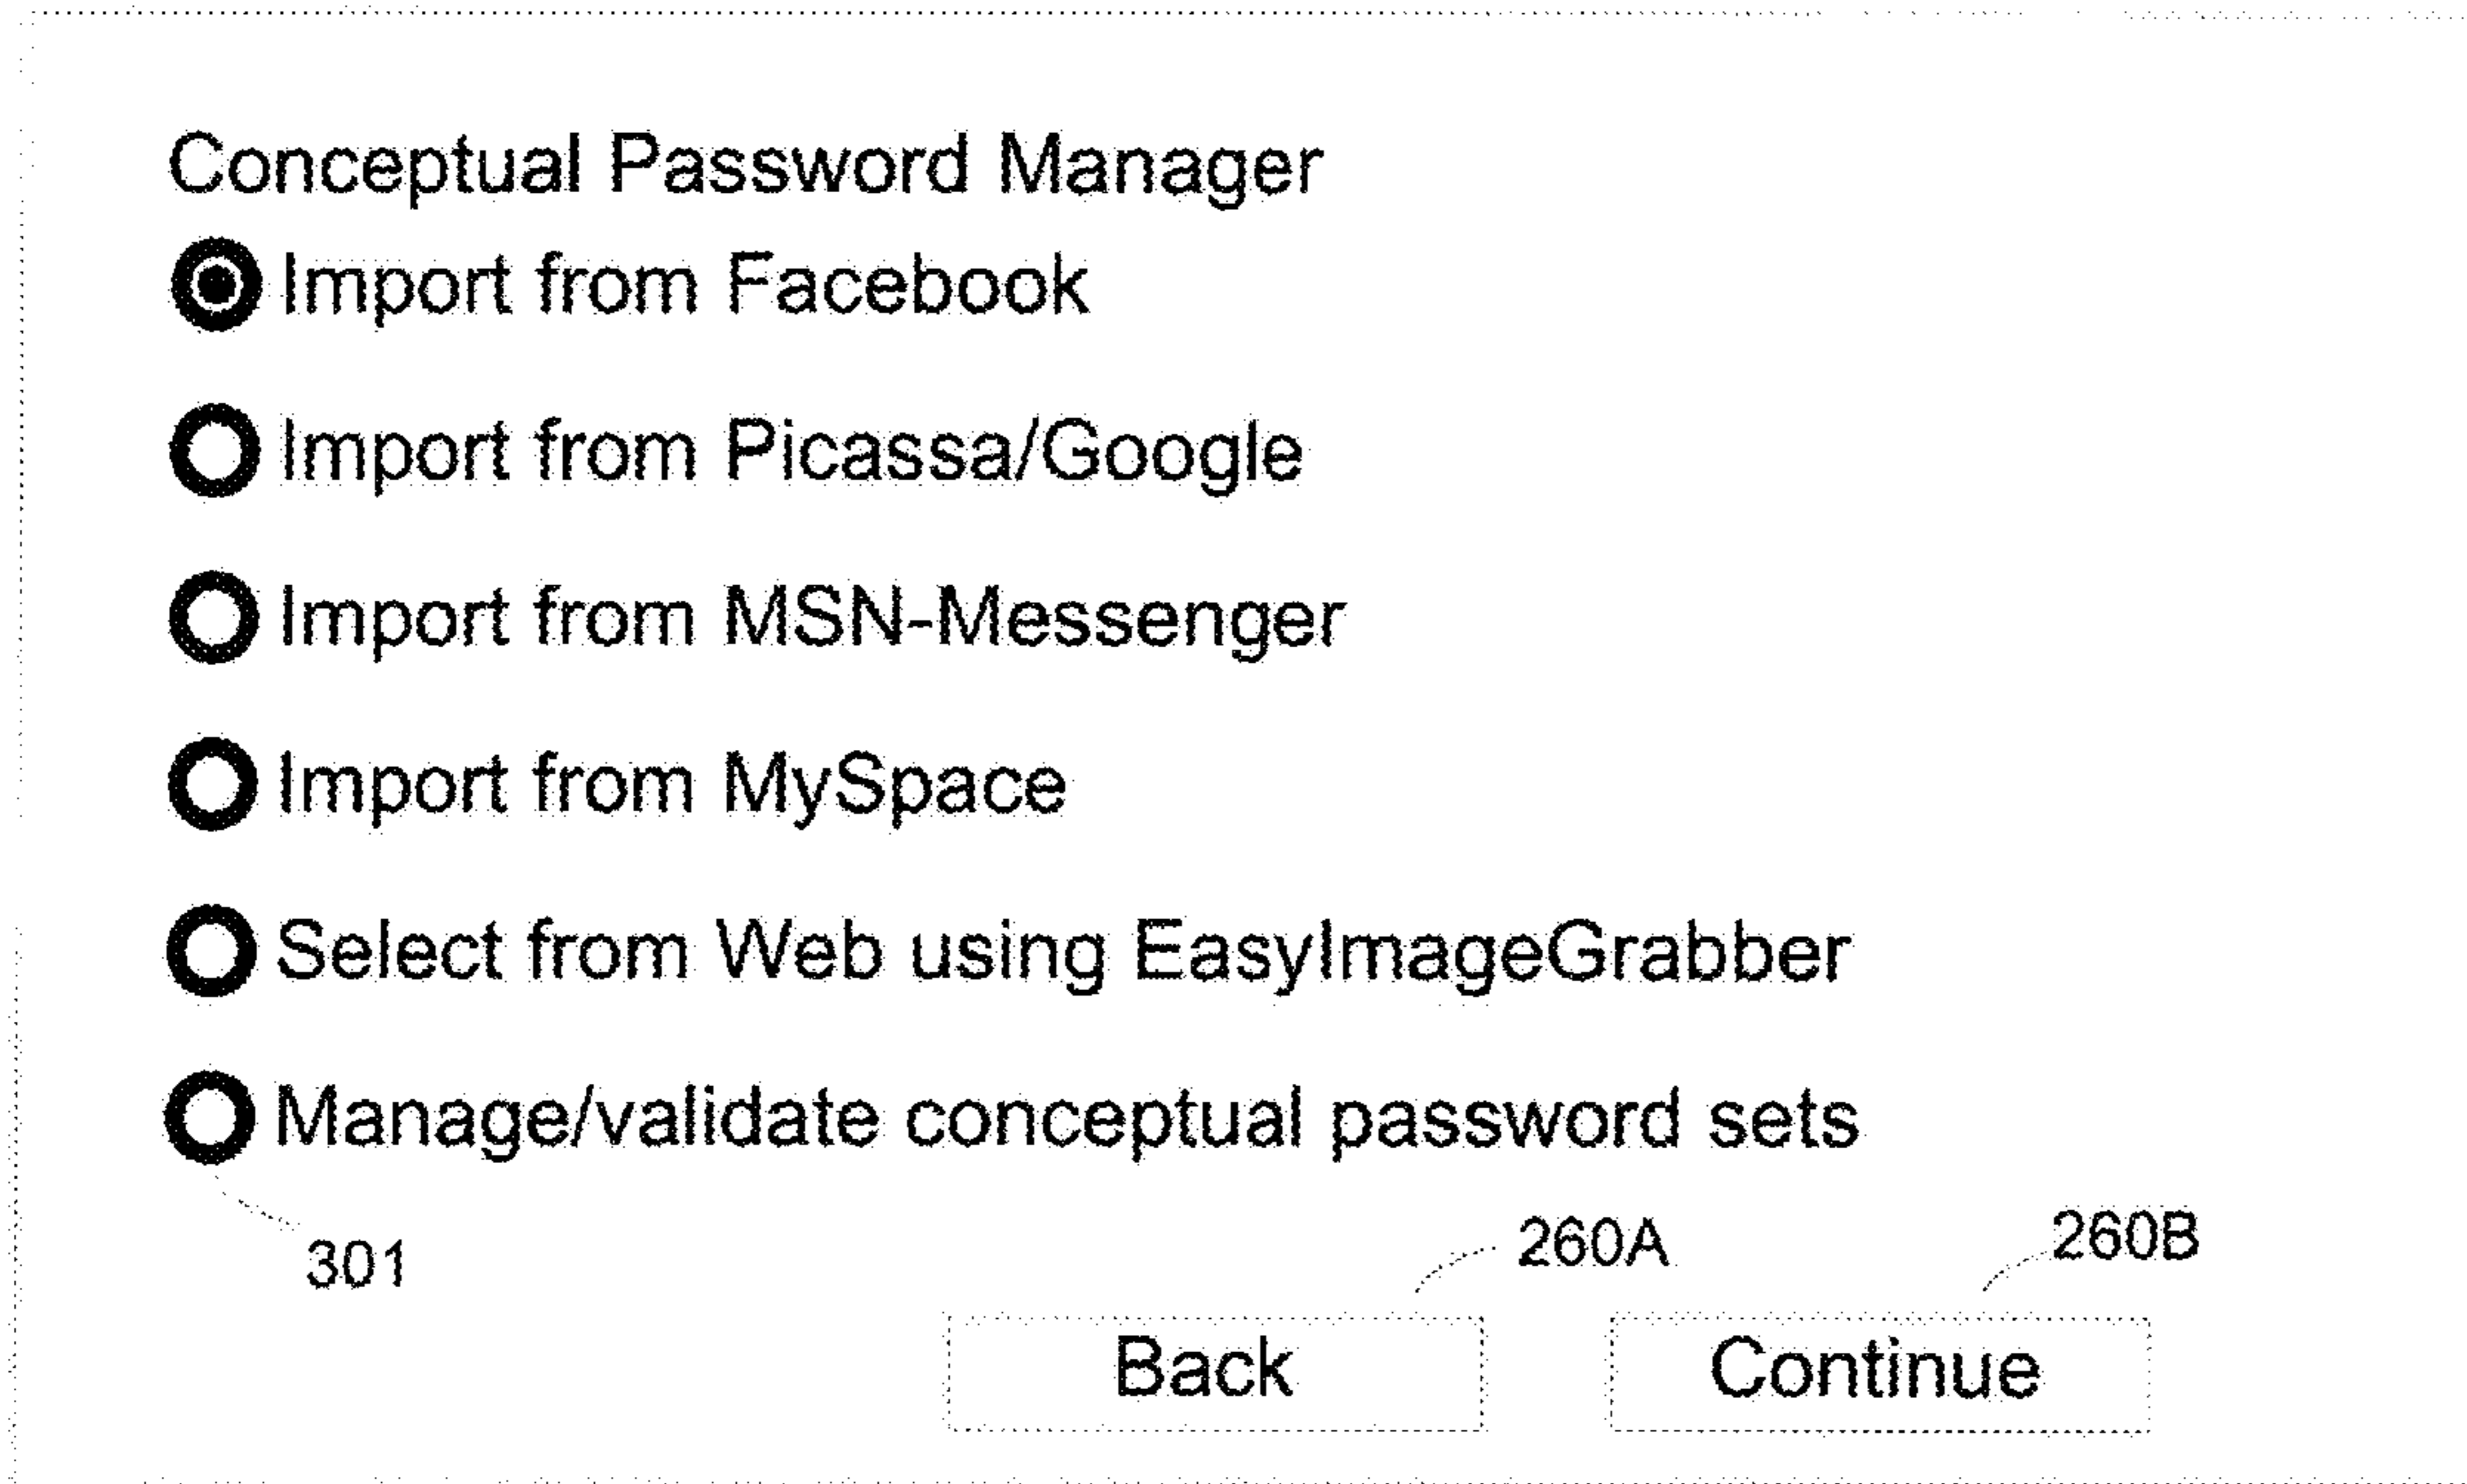 Conceptual Password Manager
Import from Facebook
Import from Picassa/Google
Import from MSN-Messenger
Import from MySpace
Select from Web using EasyImageGrabber
Manage/validate conceptual password sets
301
260A
260B
Back
Continue